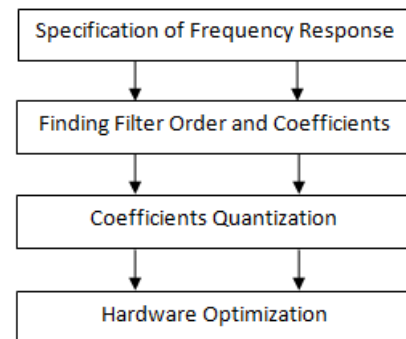 Specification of Frequency Response
Finding Filter Order and Coefficients
Coefficients Quantization
Hardware Optimization